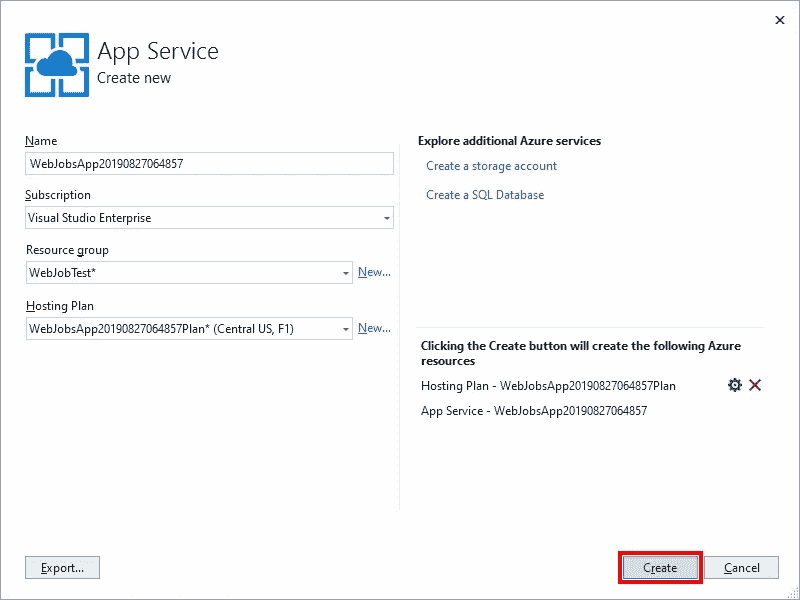 App Service
Create new
Name
WebJobsApp20190827064857
Subscription
Visual Studio Enterprise
Resource group
WebJobTest*
New...
Hosting Plan
WebJobsApp20190827064857Plan* (Central US, F1)
New...
Explore additional Azure services
Create a storage account
Create a SQL Database
Clicking the Create button will create the following Azure
resources
Hosting Plan - WebJobsApp20190827064857Plan
App Service - WebJobsApp20190827064857
Export...
Create
Cancel